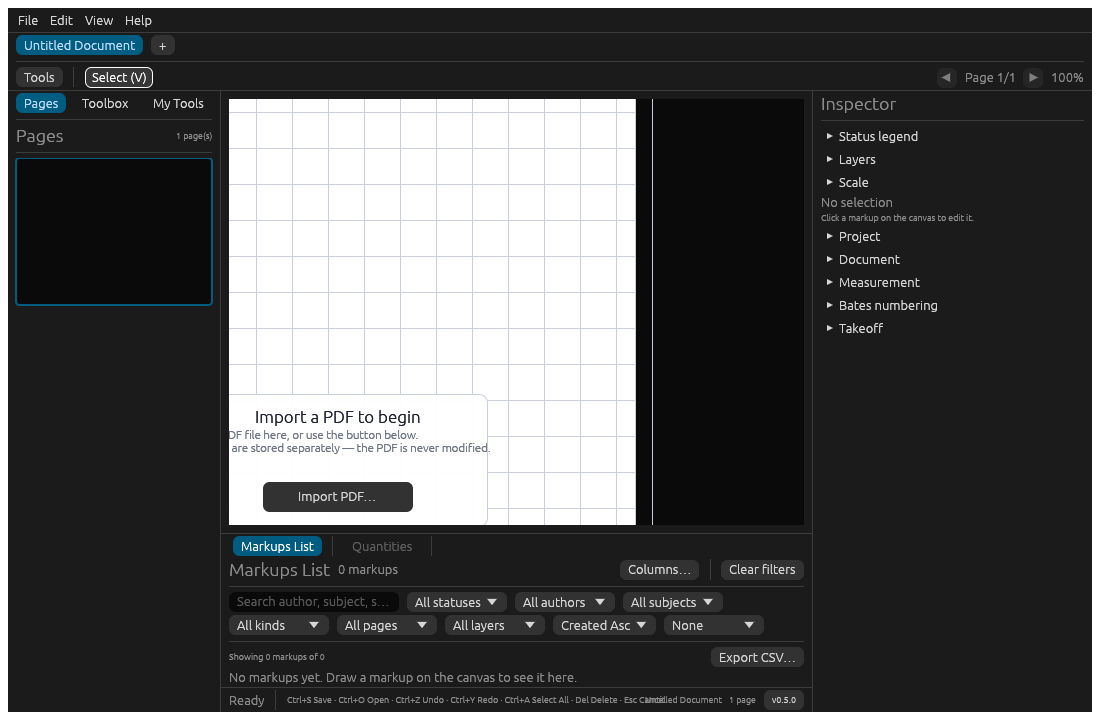 File Edit View Help
Untitled Document +
Tools Select (V) ◀ Page 1/1 ▶ 100%
Pages Toolbox My Tools
Pages 1 page(s)
Import a PDF to begin
DF file here, or use the button below.
are stored separately — the PDF is never modified.
Import PDF...
Inspector
Status legend
Layers
Scale
No selection
Click a markup on the canvas to edit it.
Project
Document
Measurement
Bates numbering
Takeoff
Markups List Quantities
Markups List 0 markups Columns... Clear filters
Search author, subject, s... All statuses All authors All subjects
All kinds All pages All layers Created Asc None
Showing 0 markups of 0 Export CSV...
No markups yet. Draw a markup on the canvas to see it here.
Ready Ctrl+S Save · Ctrl+O Open · Ctrl+Z Undo · Ctrl+Y Redo · Ctrl+A Select All · Del Delete · Esc Document 1 page v0.5.0